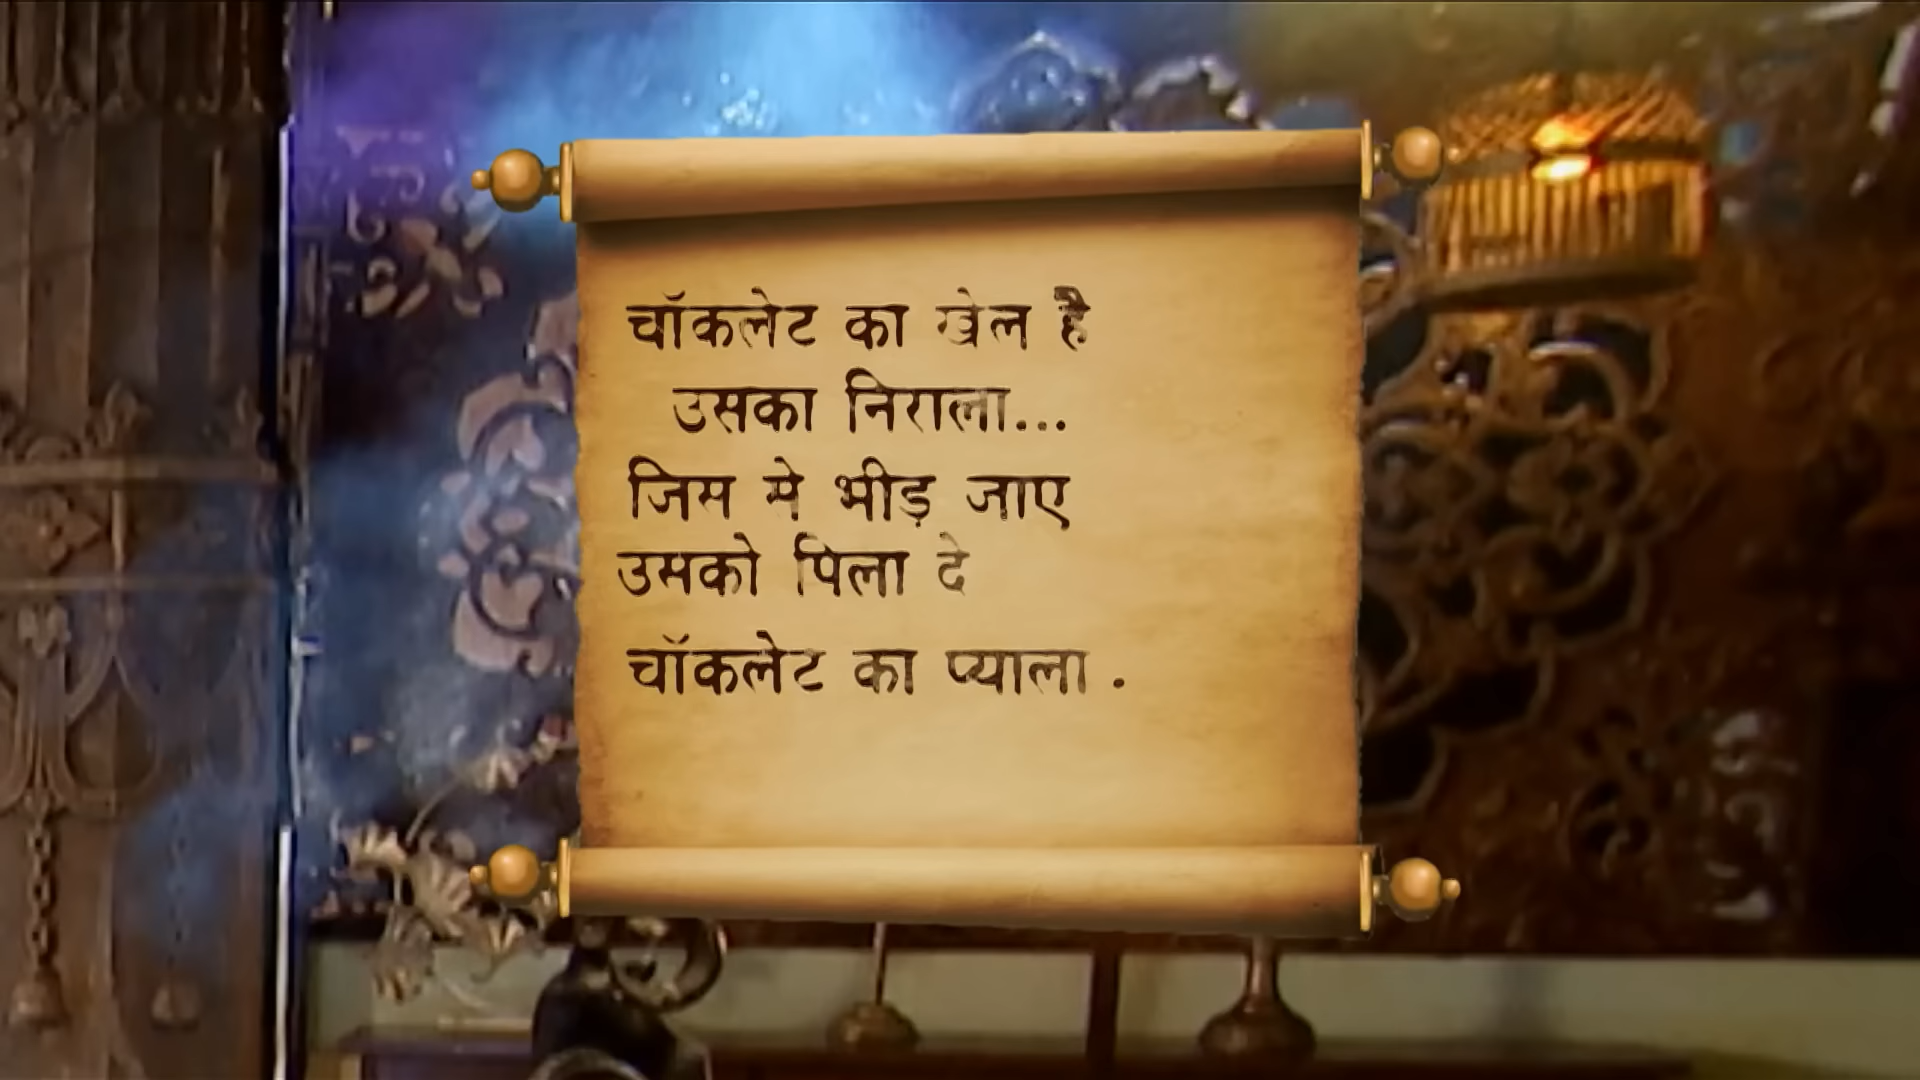 चॉकलेट का खेल है
उसका निराला...
जिस मे भीड़ जाए
उसको पिला दे
चॉकलेट का प्याला .